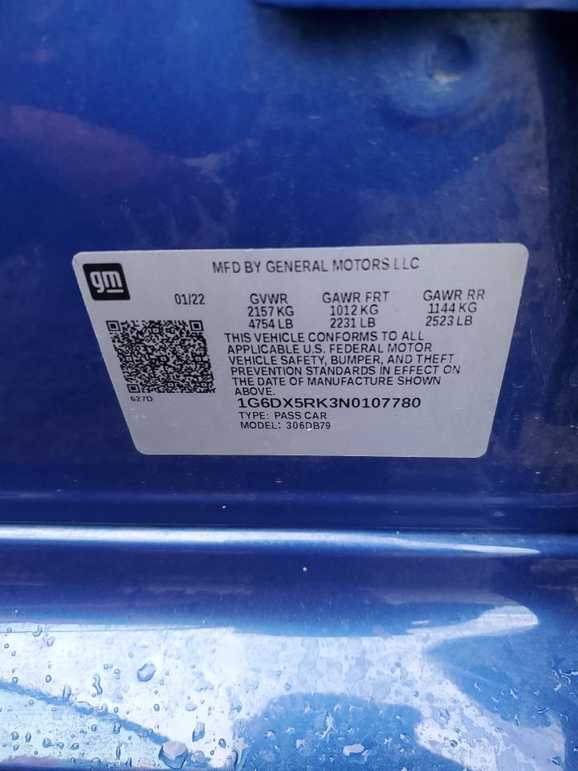 gm
MFD BY GENERAL MOTORS LLC
01/22 GVWR GAWR FRT GAWR RR
2157 KG 1012 KG 1144 KG
4754 LB 2231 LB 2523 LB
THIS VEHICLE CONFORMS TO ALL
APPLICABLE U.S. FEDERAL MOTOR
VEHICLE SAFETY, BUMPER, AND THEFT
PREVENTION STANDARDS IN EFFECT ON
THE DATE OF MANUFACTURE SHOWN
ABOVE.
627D
1G6DX5RK3N0107780
TYPE: PASS CAR
MODEL: 306DB79